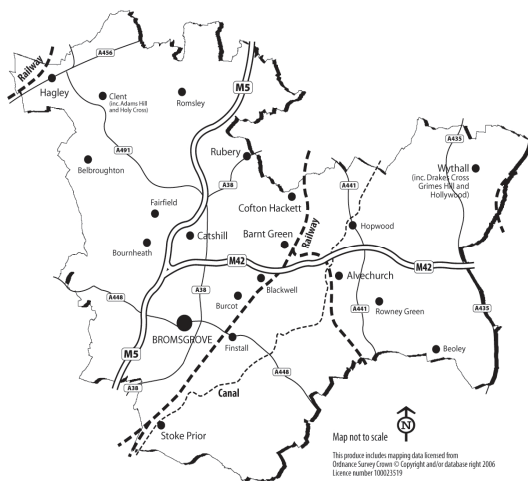 A456
Railway
Hagley
Clent
(inc. Adams Hill
and Holy Cross)
Romsley
M5
A435
A491
Rubery
Belbroughton
A38
Wythall
(inc. Drakes Cross
Grimes Hill and
Hollywood)
A441
Cofton Hackett
Fairfield
Hopwood
Catshill
Barnt Green
Railway
Bournheath
M42
Alvechurch
M42
Blackwell
A448
A38
Burcot
Rowney Green
A441
A435
BROMSGROVE
Finstall
Beoley
M5
A448
A38
Canal
Stoke Prior
Map not to scale
N
This produce includes mapping data licensed from
Ordnance Survey Crown © Copyright and/or database right 2006
Licence number 100023519